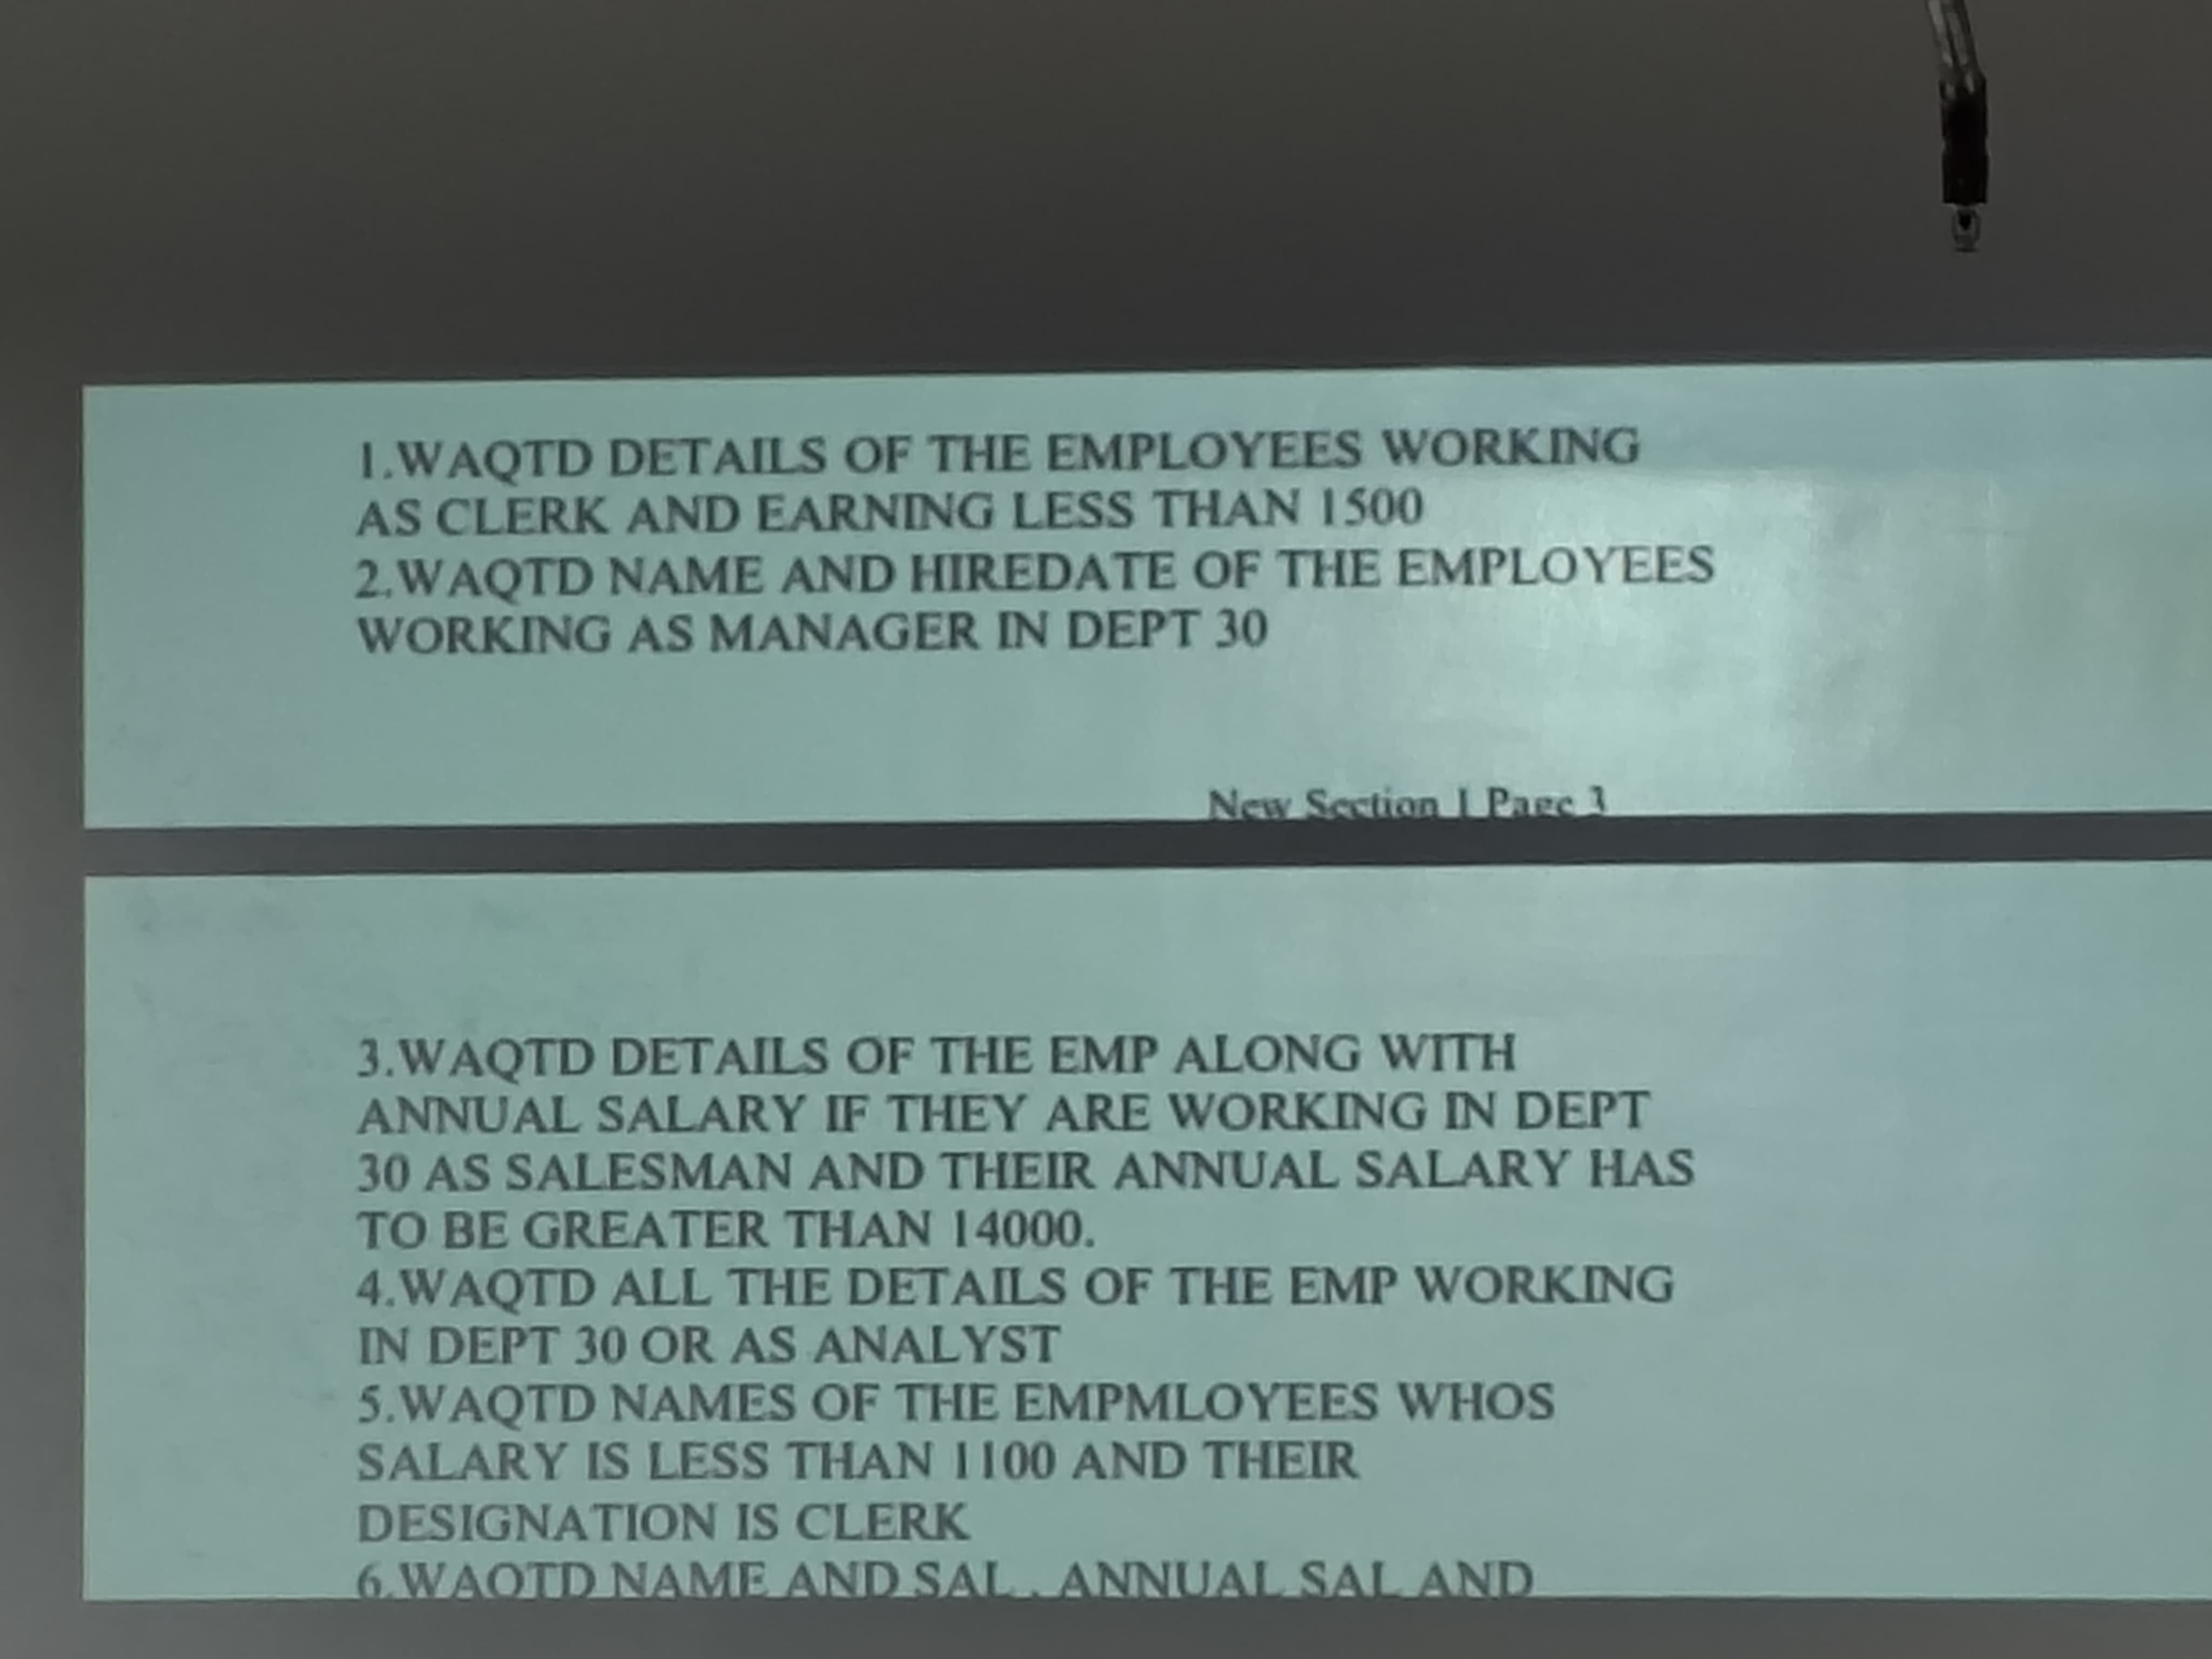 1.WAQTD DETAILS OF THE EMPLOYEES WORKING
AS CLERK AND EARNING LESS THAN 1500
2.WAQTD NAME AND HIREDATE OF THE EMPLOYEES
WORKING AS MANAGER IN DEPT 30
New Section 1 Page 3
3.WAQTD DETAILS OF THE EMP ALONG WITH
ANNUAL SALARY IF THEY ARE WORKING IN DEPT
30 AS SALESMAN AND THEIR ANNUAL SALARY HAS
TO BE GREATER THAN 14000.
4.WAQTD ALL THE DETAILS OF THE EMP WORKING
IN DEPT 30 OR AS ANALYST
5.WAQTD NAMES OF THE EMPMLOYEES WHOS
SALARY IS LESS THAN 1100 AND THEIR
DESIGNATION IS CLERK
6.WAQTD NAME AND SAL , ANNUAL SAL AND